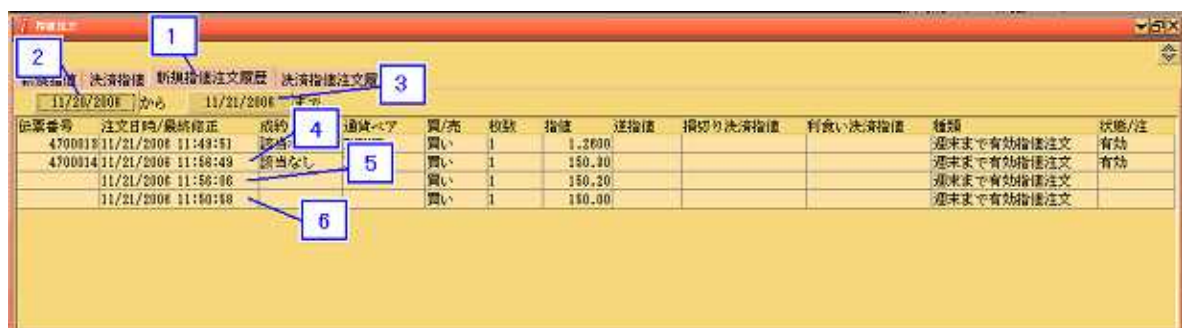 指値注文
1
2
新規指値 決済指値 新規指値注文履歴 決済指値注文履
3
11/20/2006 から 11/21/2006 まで
伝票番号 注文日時/最終修正 成約 通貨ペア 買/売 枚数 指値 逆指値 損切り決済指値 利食い決済指値 種類 状態/注
11/21/2006 11:49:51 該当 買い 1 1.2600 週末まで有効指値注文 有効
4
4700014 11/21/2006 11:56:49 該当なし 買い 1 150.30 週末まで有効指値注文 有効
5
11/21/2006 11:56:06 買い 1 150.20 週末まで有効指値注文
11/21/2006 11:50:58 買い 1 150.00 週末まで有効指値注文
6